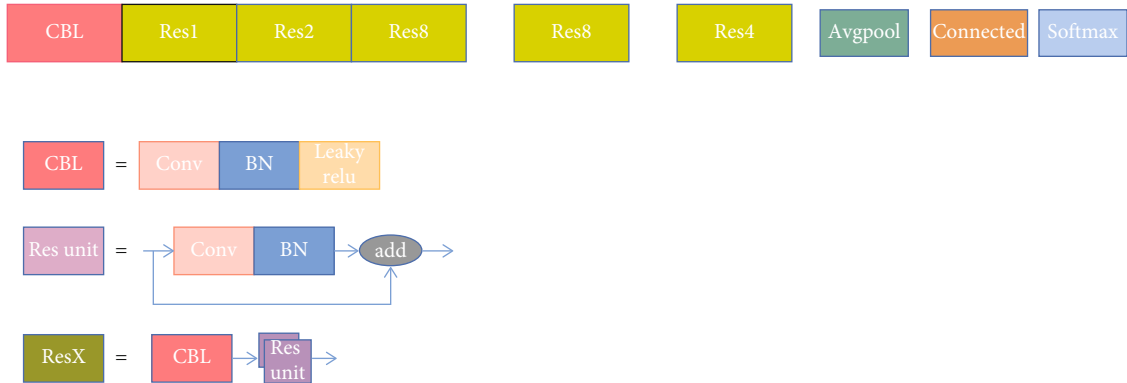 CBL Res1 Res2 Res8 Res8 Res4 Avgpool Connected Softmax
CBL = Conv BN Leaky
relu
Res unit = Conv BN add
ResX = CBL Res
unit